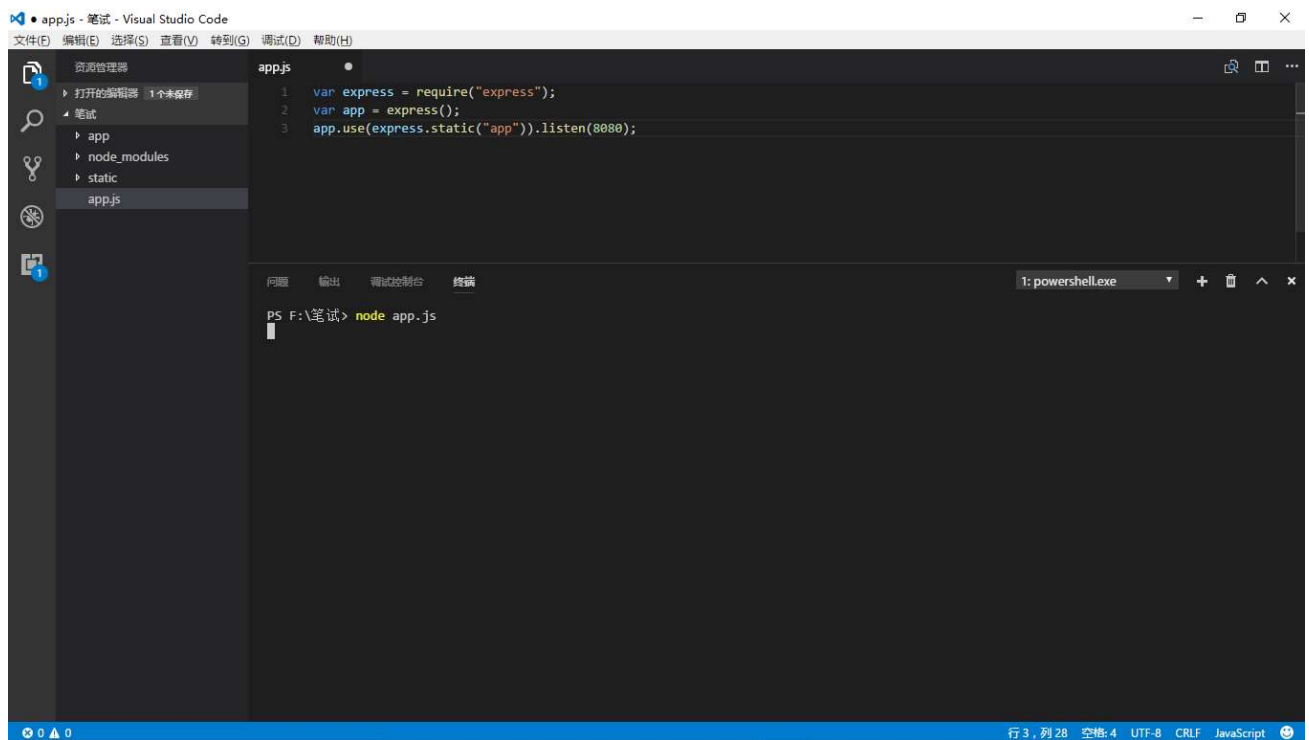 ● app.js - 笔试 - Visual Studio Code
文件(F) 编辑(E) 选择(S) 查看(V) 转到(G) 调试(D) 帮助(H)
资源管理器
打开的编辑器 1个未保存
笔试
app
node_modules
static
app.js
1
1
app.js ●
1 var express = require("express");
2 var app = express();
3 app.use(express.static("app")).listen(8080);
问题 输出 调试控制台 终端 1: powershell.exe
PS F:\笔试> node app.js
0 0 行 3，列 28 空格: 4 UTF-8 CRLF JavaScript